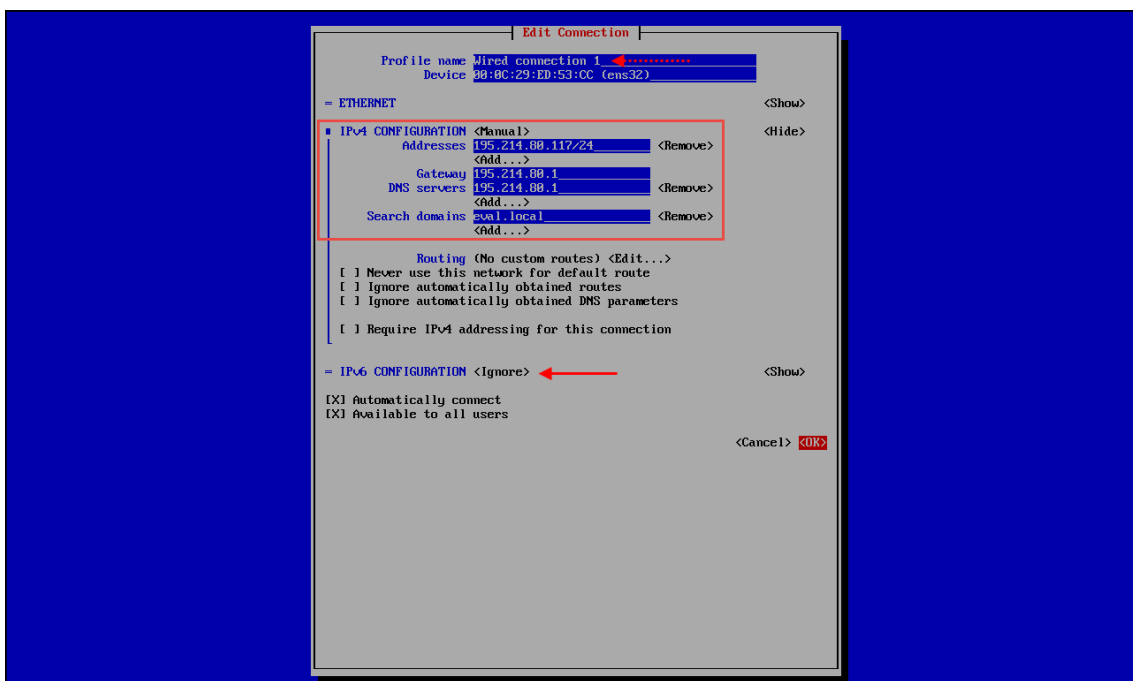 Edit Connection
Profile name Wired connection 1
Device 00:0C:29:ED:53:CC (ens32)
= ETHERNET <Show>
IPv4 CONFIGURATION <Manual> <Hide>
Addresses 195.214.80.117/24 <Remove>
<Add...>
Gateway 195.214.80.1
DNS servers 195.214.80.1 <Remove>
<Add...>
Search domains eval.local <Remove>
<Add...>
Routing (No custom routes) <Edit...>
[ ] Never use this network for default route
[ ] Ignore automatically obtained routes
[ ] Ignore automatically obtained DNS parameters
[ ] Require IPv4 addressing for this connection
= IPv6 CONFIGURATION <Ignore> <Show>
[X] Automatically connect
[X] Available to all users
<Cancel> <OK>